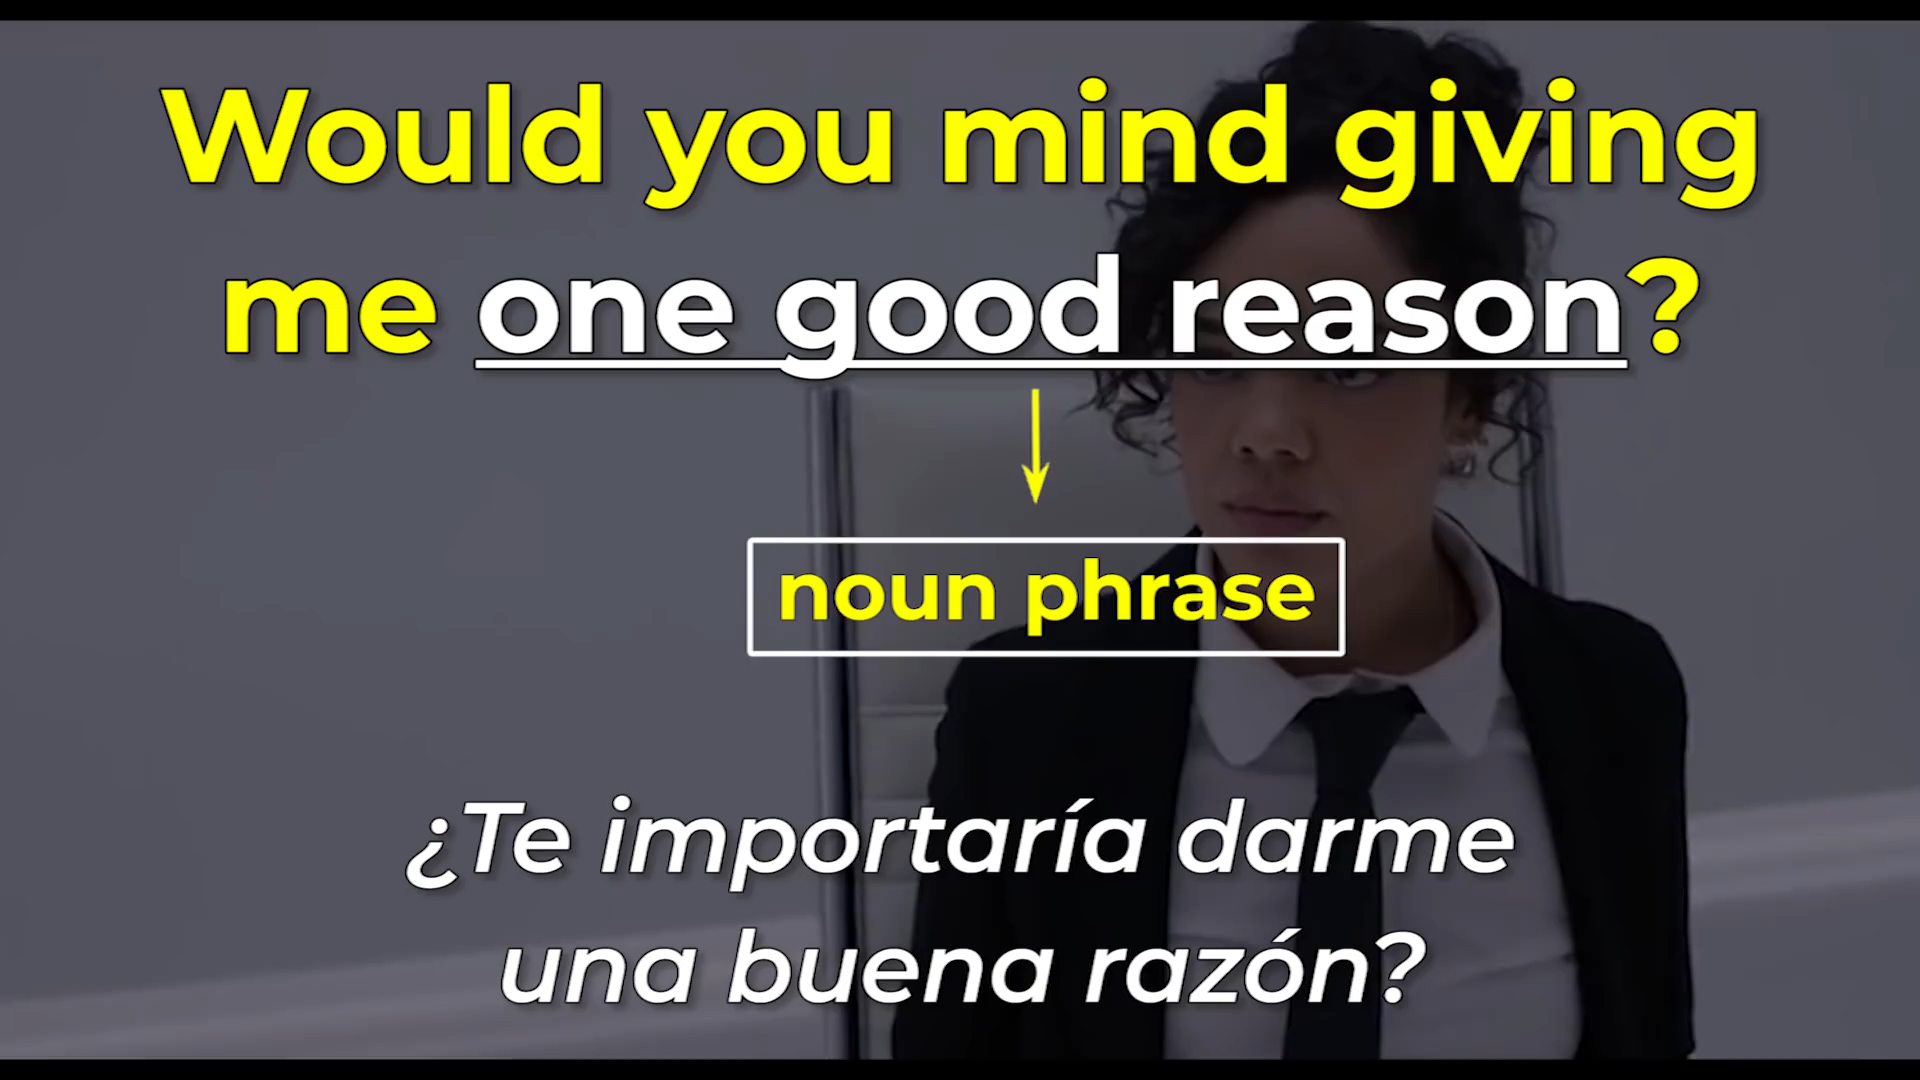 Would you mind giving
me one good reason?
noun phrase
¿Te importaría darme
una buena razón?